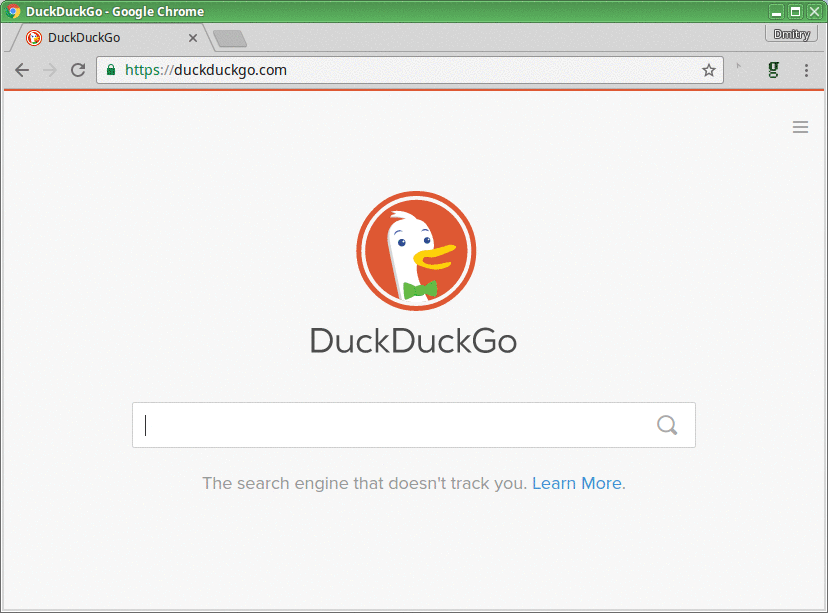 DuckDuckGo - Google Chrome
DuckDuckGo
Dmitry
https://duckduckgo.com
g
DuckDuckGo
The search engine that doesn't track you. Learn More.